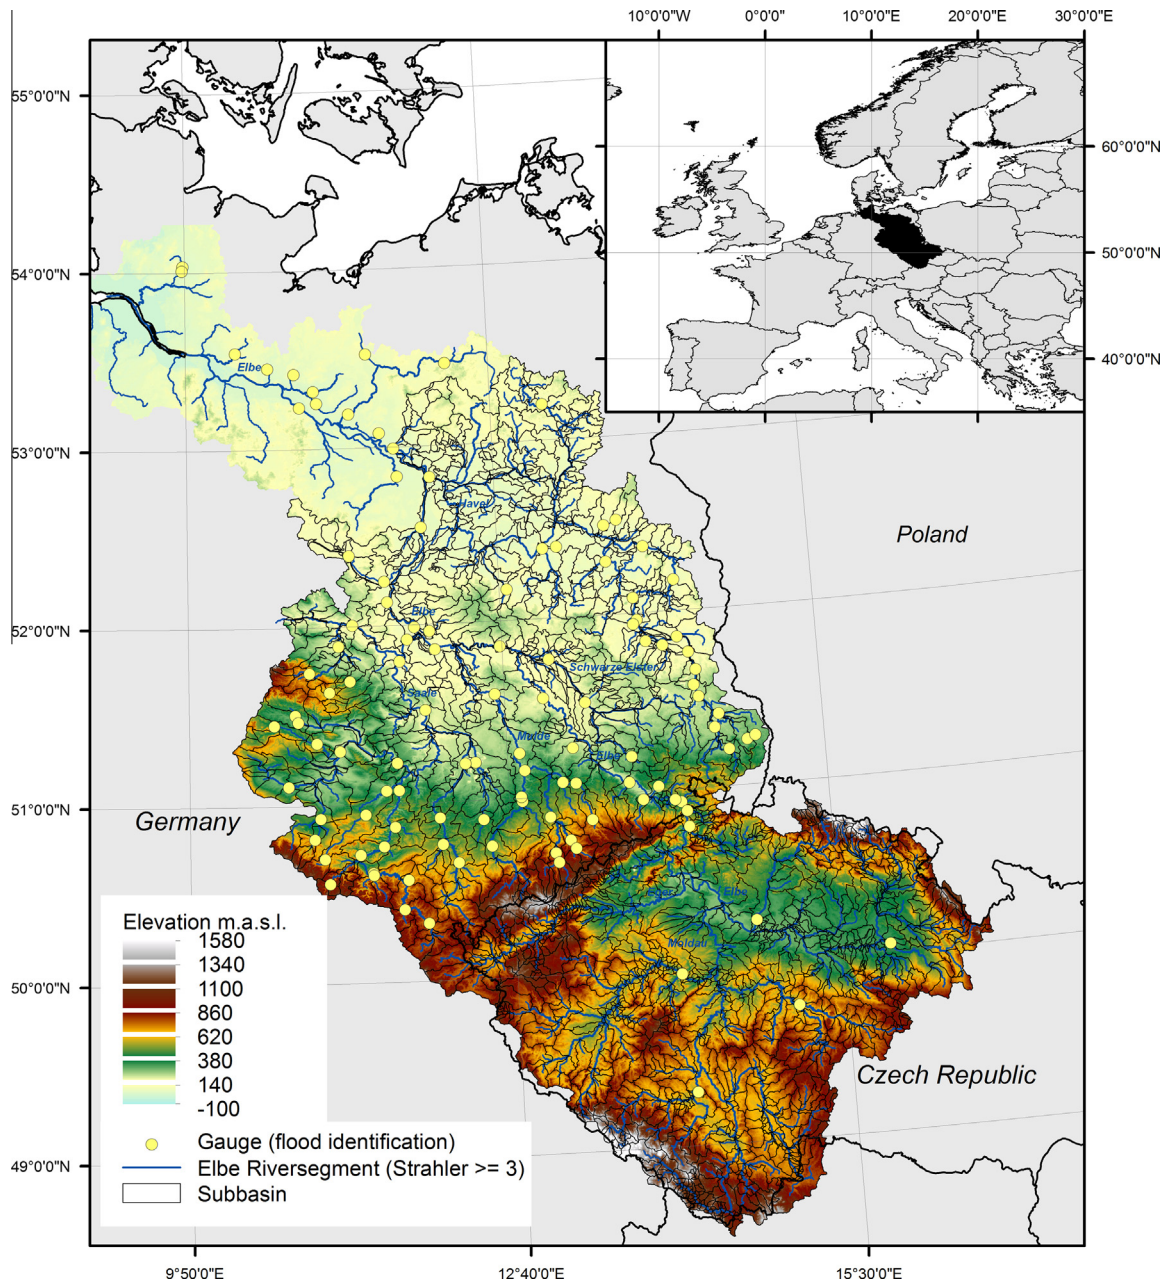 10°0'0"W 0°0'0" 10°0'0"E 20°0'0"E 30°0'0"E
55°0'0"N
60°0'0"N
50°0'0"N
54°0'0"N
40°0'0"N
Elbe
53°0'0"N
Havel
Poland
52°0'0"N
Elbe
Schwarze Elster
Saale
Mulde
Elbe
51°0'0"N
Germany
Eger
Elbe
Moldau
50°0'0"N
Czech Republic
49°0'0"N
Elevation m.a.s.l.
1580
1340
1100
860
620
380
140
-100
Gauge (flood identification)
Elbe Riversegment (Strahler >= 3)
Subbasin
9°50'0"E 12°40'0"E 15°30'0"E